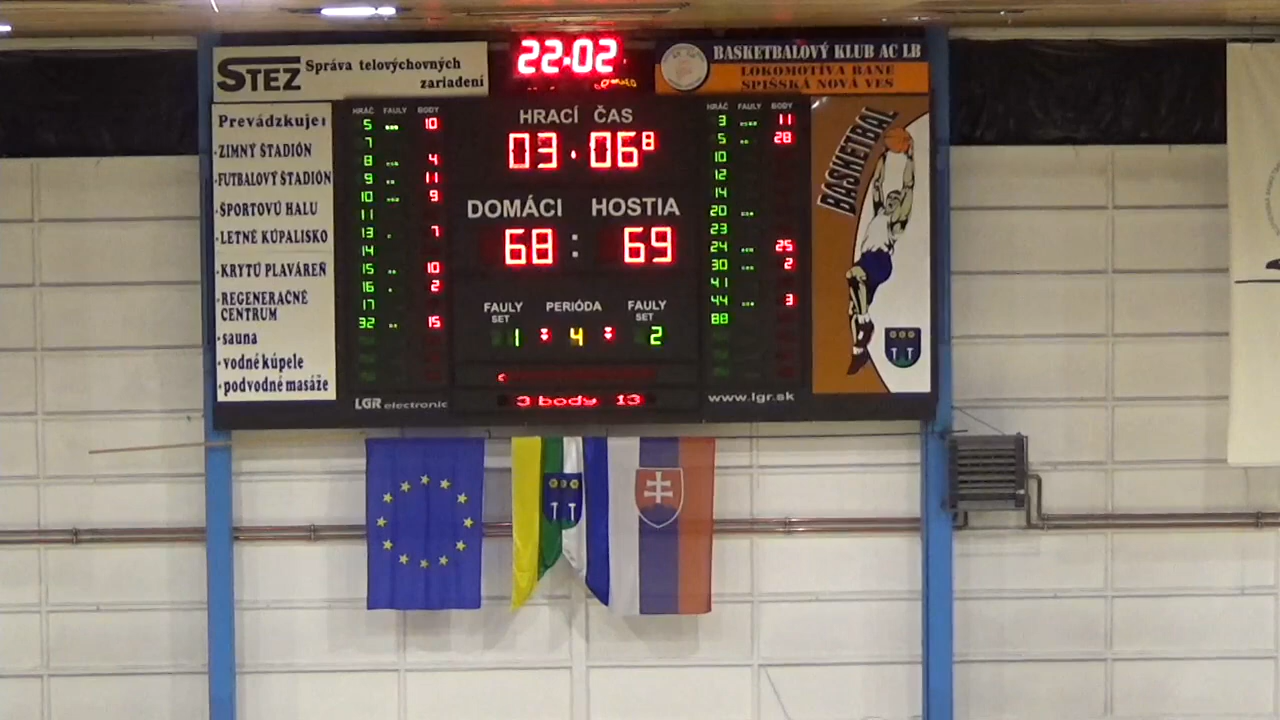 STEZ Správa telovýchovných
zariadení
22:02
BASKETBALOVÝ KLUB AC LB
LOKOMOTÍVA BANE
SPIŠSKÁ NOVÁ VES
Prevádzkuje:
·ZIMNÝ ŠTADIÓN
·FUTBALOVÝ ŠTADIÓN
·ŠPORTOVÚ HALU
·LETNÉ KÚPALISKO
·KRYTÚ PLAVÁREŇ
·REGENERAČNÉ
CENTRUM
·sauna
·vodné kúpele
·podvodné masáže
HRÁČ FAULY BODY
5 10
7
8 4
9 11
10 9
11
13 7
14
15 10
16 2
17
32 15
LGR electronic
HRACÍ ČAS
03.06 8
DOMÁCI HOSTIA
68 : 69
FAULY PERIÓDA FAULY
SET SET
1 4 2
3 body 13
HRÁČ FAULY BODY
3 11
5 28
10
12
14
20
23
24 25
30 2
41
44 3
88
www.lgr.sk
BASKETBAL